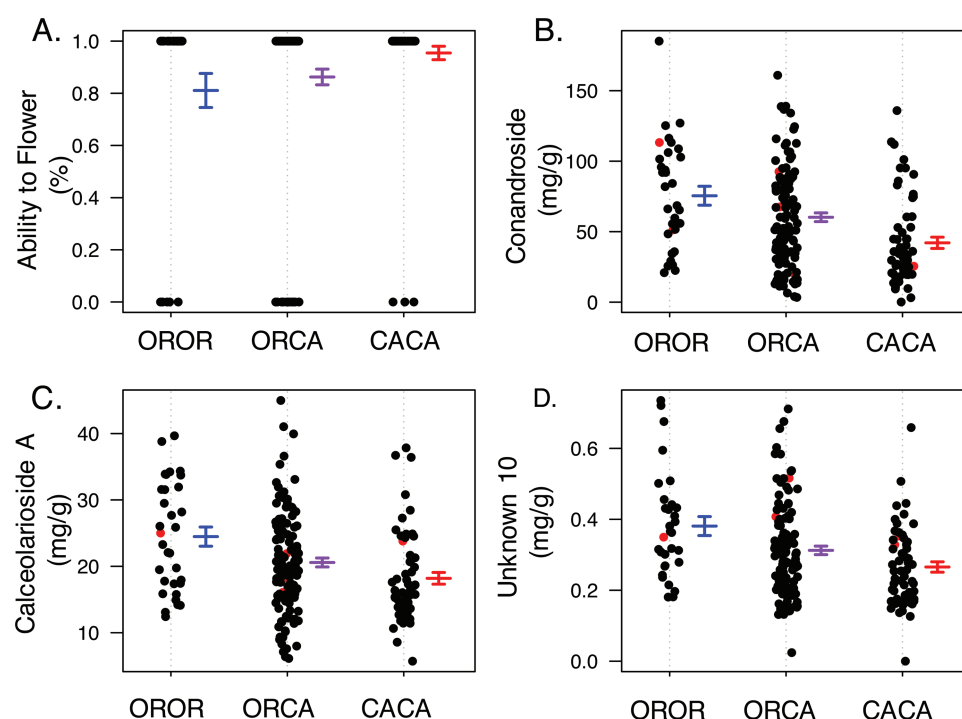 A.
Ability to Flower
(%)
1.0
0.8
0.6
0.4
0.2
0.0
OROR ORCA CACA
B.
Conandroside
(mg/g)
150
100
50
0
OROR ORCA CACA
C.
Calceolarioside A
(mg/g)
40
30
20
10
OROR ORCA CACA
D.
Unknown 10
(mg/g)
0.6
0.4
0.2
0.0
OROR ORCA CACA